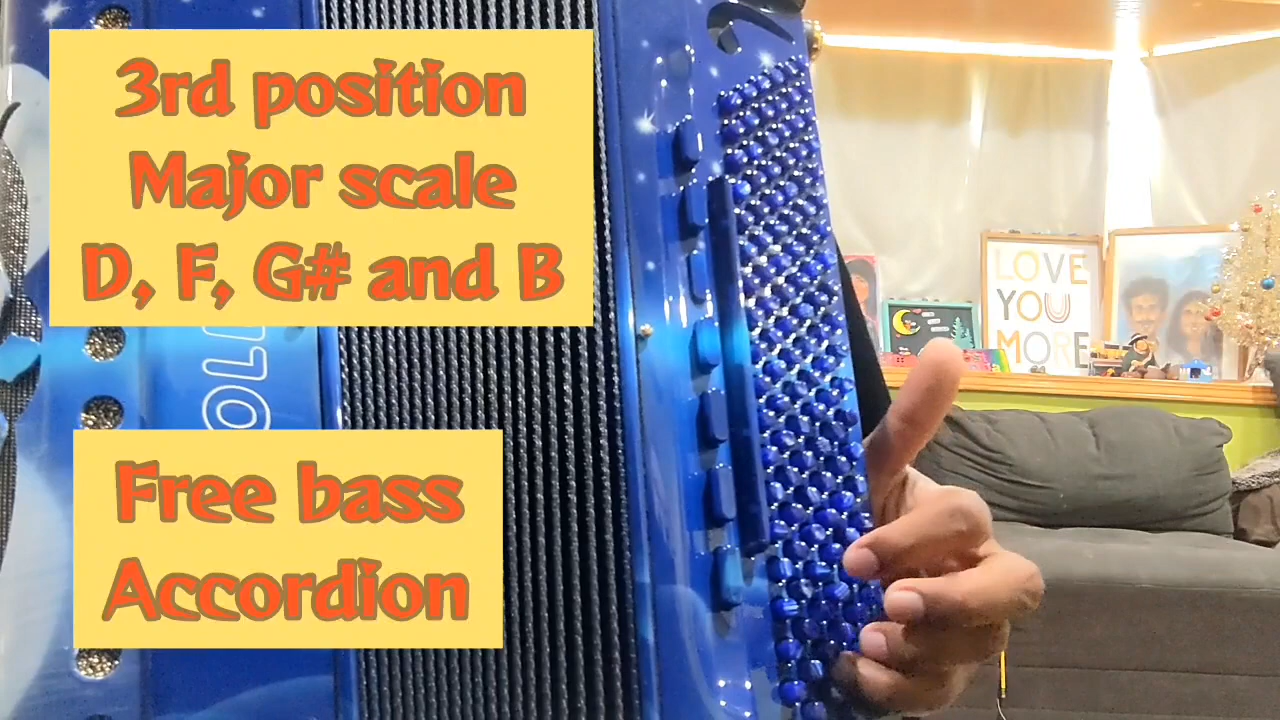 3rd position
Major scale
D, F, G# and B
Free bass
Accordion
LOVE
YOU
MORE